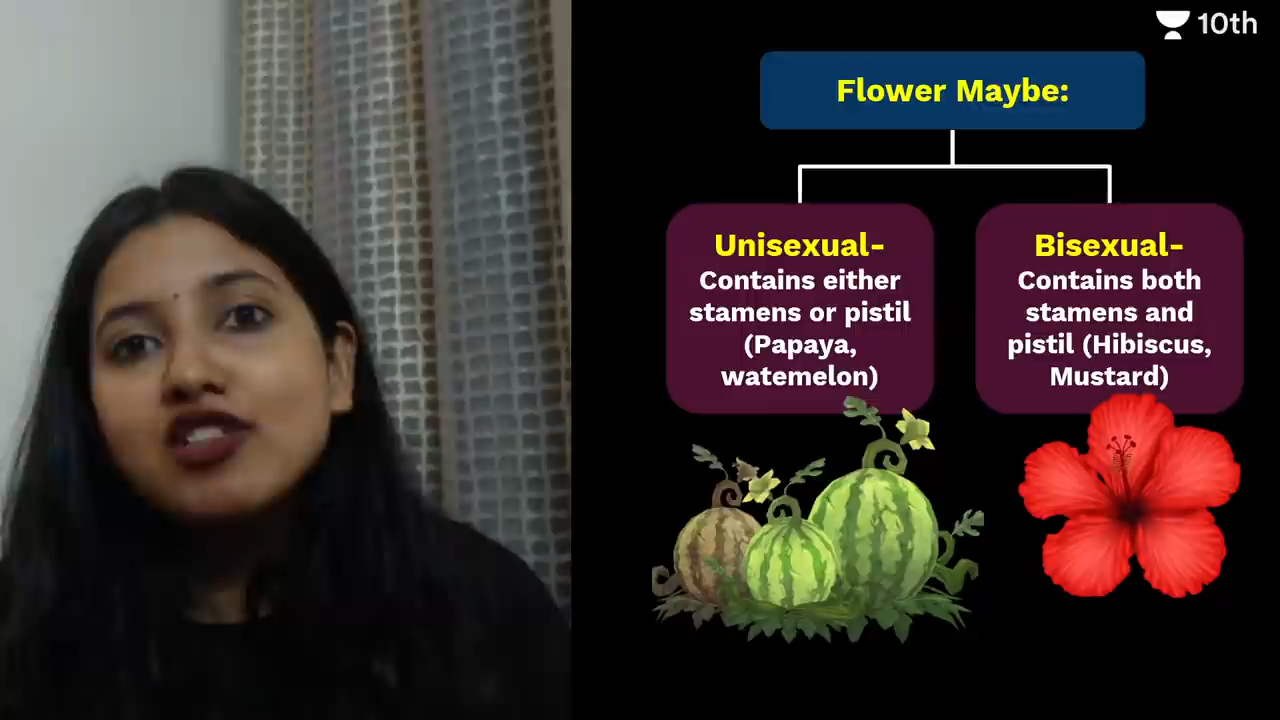 10th
Flower Maybe:
Unisexual-
Contains either
stamens or pistil
(Papaya,
watemelon)
Bisexual-
Contains both
stamens and
pistil (Hibiscus,
Mustard)